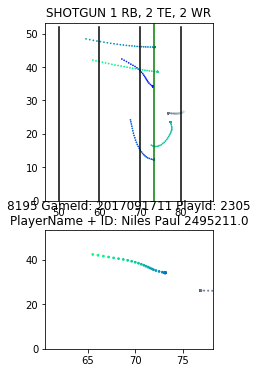 SHOTGUN 1 RB, 2 TE, 2 WR
50
40
30
20
10
0
50 60 70 80
8195 GameId: 2017091711 PlayId: 2305
PlayerName + ID: Niles Paul 2495211.0
40
20
0
65 70 75